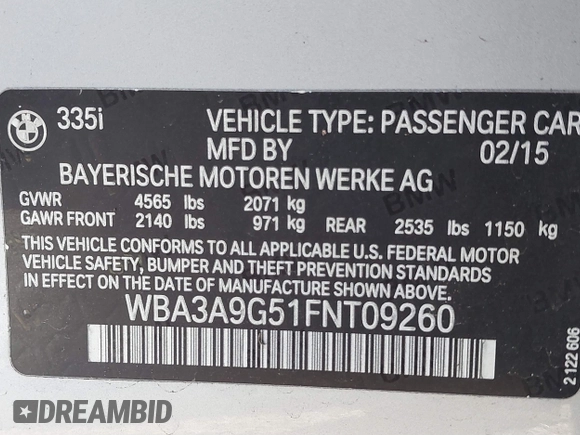 335i VEHICLE TYPE: PASSENGER CAR
MFD BY 02/15
BAYERISCHE MOTOREN WERKE AG
GVWR 4565 lbs 2071 kg
GAWR FRONT 2140 lbs 971 kg REAR 2535 lbs 1150 kg
THIS VEHICLE CONFORMS TO ALL APPLICABLE U.S. FEDERAL MOTOR
VEHICLE SAFETY, BUMPER AND THEFT PREVENTION STANDARDS
IN EFFECT ON THE DATE OF MANUFACTURE SHOWN ABOVE.
WBA3A9G51FNT09260
2 122 606
DREAMBID